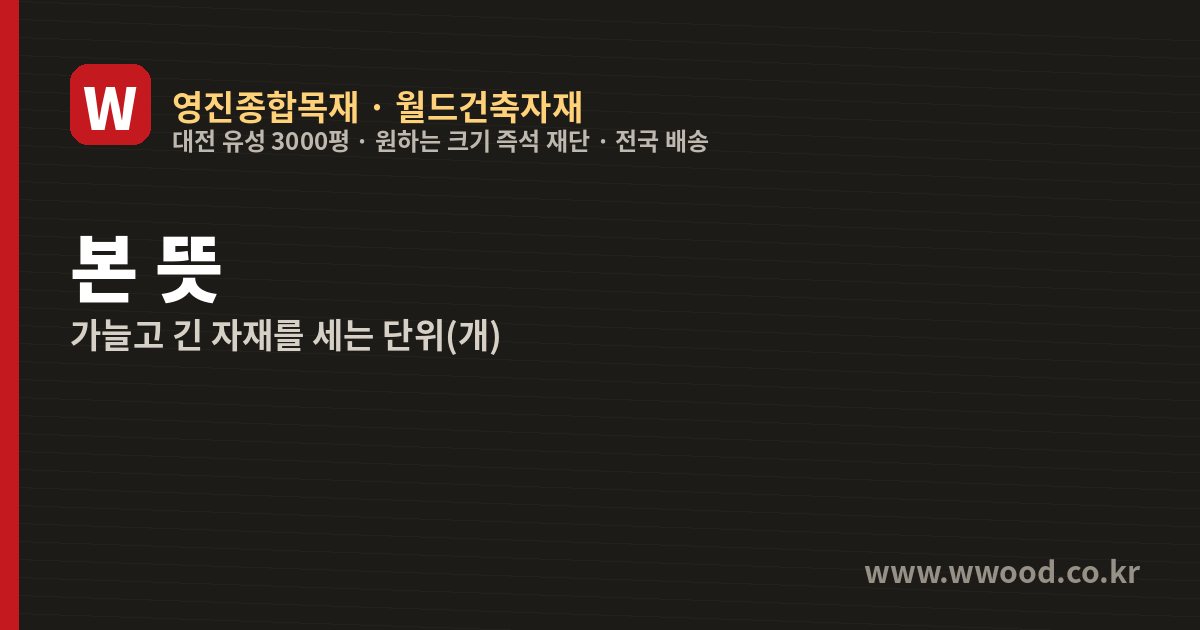 W
영진종합목재 · 월드건축자재
대전 유성 3000평 · 원하는 크기 즉석 재단 · 전국 배송
본 뜻
가늘고 긴 자재를 세는 단위(개)
www.wwood.co.kr